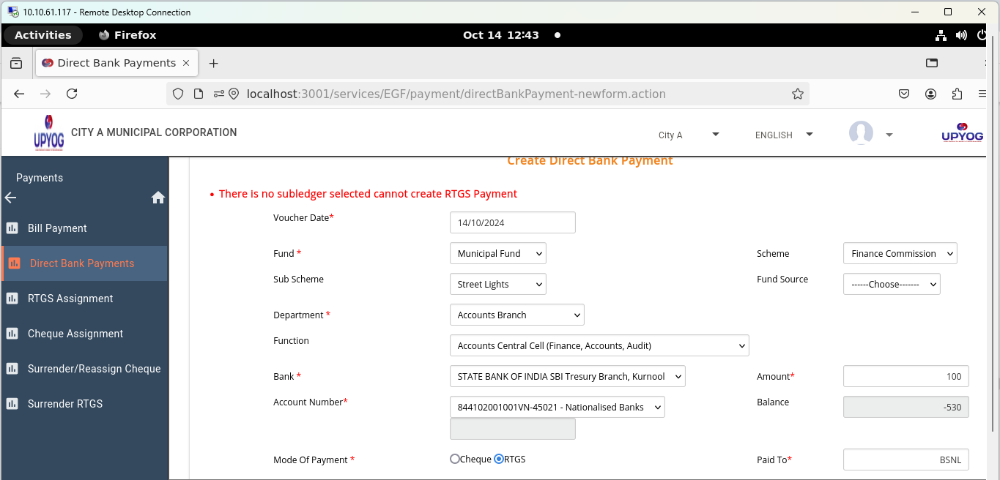 10.10.61.117 - Remote Desktop Connection
Activities Firefox Oct 14 12:43
Direct Bank Payments
localhost:3001/services/EGF/payment/directBankPayment-newform.action
UPYOG CITY A MUNICIPAL CORPORATION City A ENGLISH UPYOG
Payments
Bill Payment
Direct Bank Payments
RTGS Assignment
Cheque Assignment
Surrender/Reassign Cheque
Surrender RTGS
Create Direct Bank Payment
• There is no subledger selected cannot create RTGS Payment
Voucher Date* 14/10/2024
Fund * Municipal Fund Scheme Finance Commission
Sub Scheme Street Lights Fund Source ------Choose-------
Department * Accounts Branch
Function Accounts Central Cell (Finance, Accounts, Audit)
Bank * STATE BANK OF INDIA SBI Tresury Branch, Kurnool Amount* 100
Account Number* 844102001001VN-45021 - Nationalised Banks Balance -530
Mode Of Payment * Cheque RTGS Paid To* BSNL